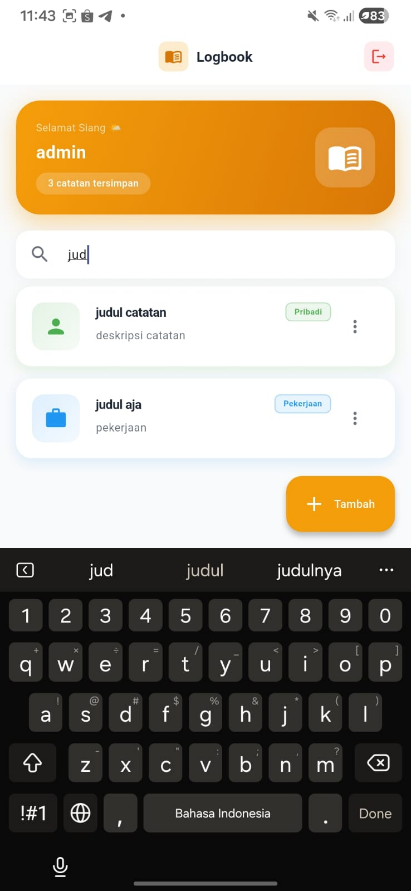 11:43
83
Logbook
Selamat Siang
admin
3 catatan tersimpan
jud
judul catatan
Pribadi
deskripsi catatan
judul aja
Pekerjaan
pekerjaan
+ Tambah
jud judul judulnya ...
1 2 3 4 5 6 7 8 9 0
q w e r t y u i o p
a s d f g h j k l
z x c v b n m
!#1 , Bahasa Indonesia . Done